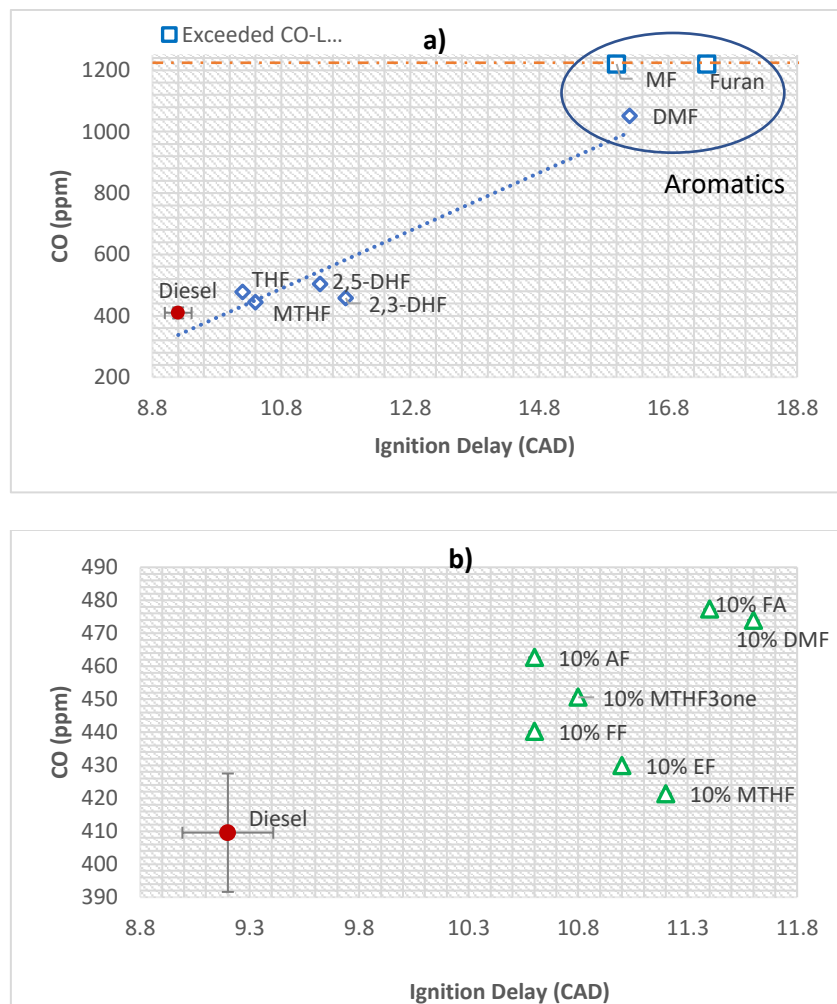 Exceeded CO-L...
a)
1200
1000
800
600
400
200
CO (ppm)
MF
Furan
DMF
Aromatics
Diesel
THF
MTHF
2,5-DHF
2,3-DHF
8.8 10.8 12.8 14.8 16.8 18.8
Ignition Delay (CAD)
b)
490
480
470
460
450
440
430
420
410
400
390
CO (ppm)
10% FA
10% DMF
10% AF
10% MTHF3one
10% FF
10% EF
10% MTHF
Diesel
8.8 9.3 9.8 10.3 10.8 11.3 11.8
Ignition Delay (CAD)